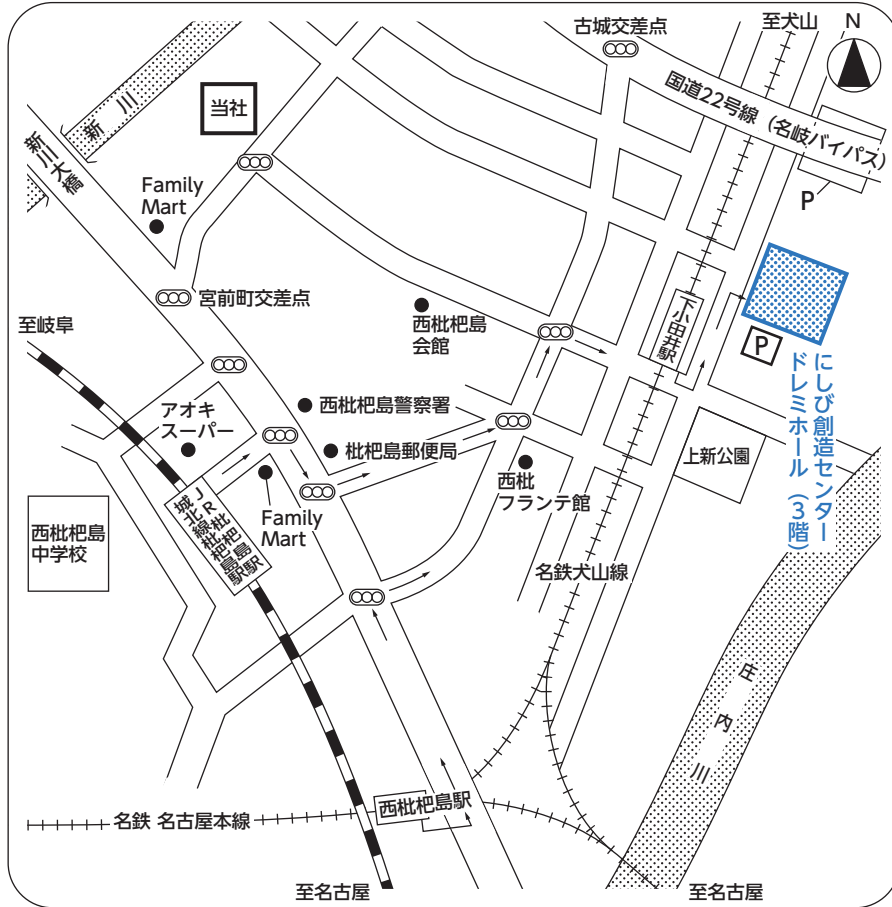 古城交差点
至犬山
N
国道22号線（名岐バイパス）
当社
新川
新川大橋
Family
Mart
P
宮前町交差点
至岐阜
西枇杷島
会館
下小田井駅
P
にしび創造センター
ドレミホール（3階）
アオキ
スーパー
西枇杷島警察署
枇杷島郵便局
上新公園
西枇
フランテ館
Family
Mart
JR枇杷島駅
城北線枇杷島駅
西枇杷島
中学校
名鉄犬山線
庄内川
西枇杷島駅
名鉄 名古屋本線
至名古屋
至名古屋